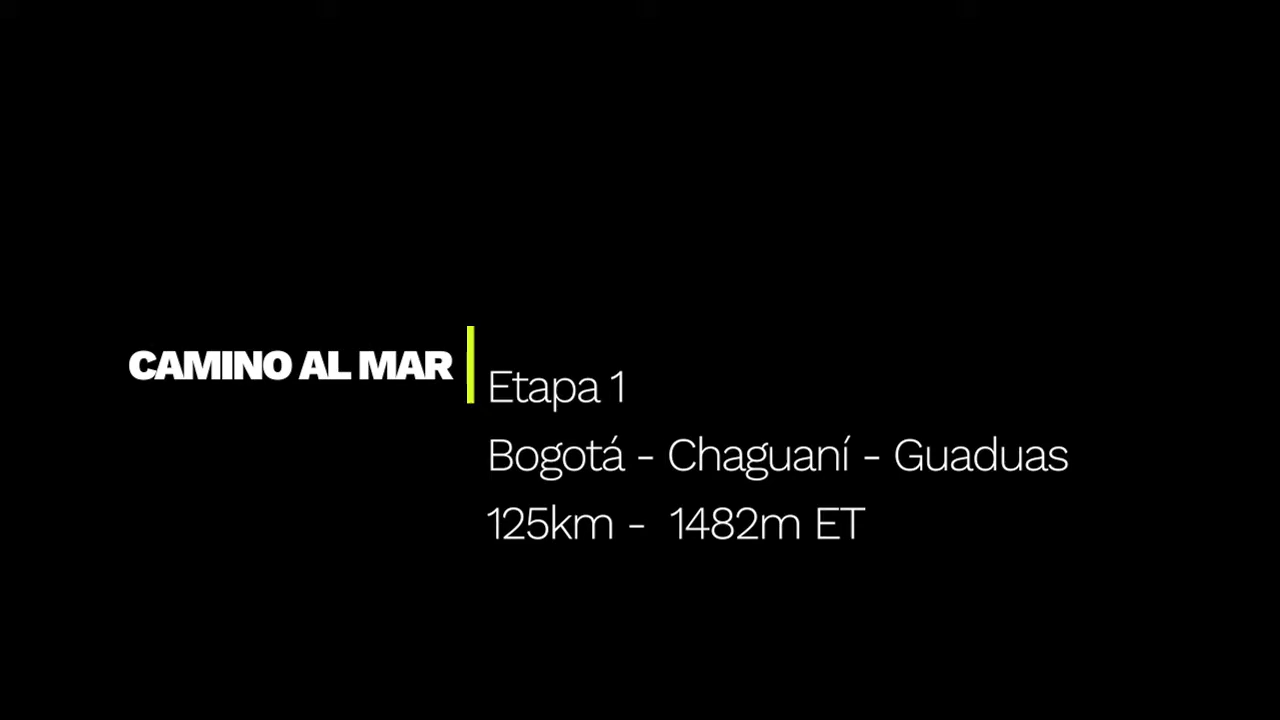 CAMINO AL MAR
Etapa 1
Bogotá - Chaguaní - Guaduas
125km - 1482m ET